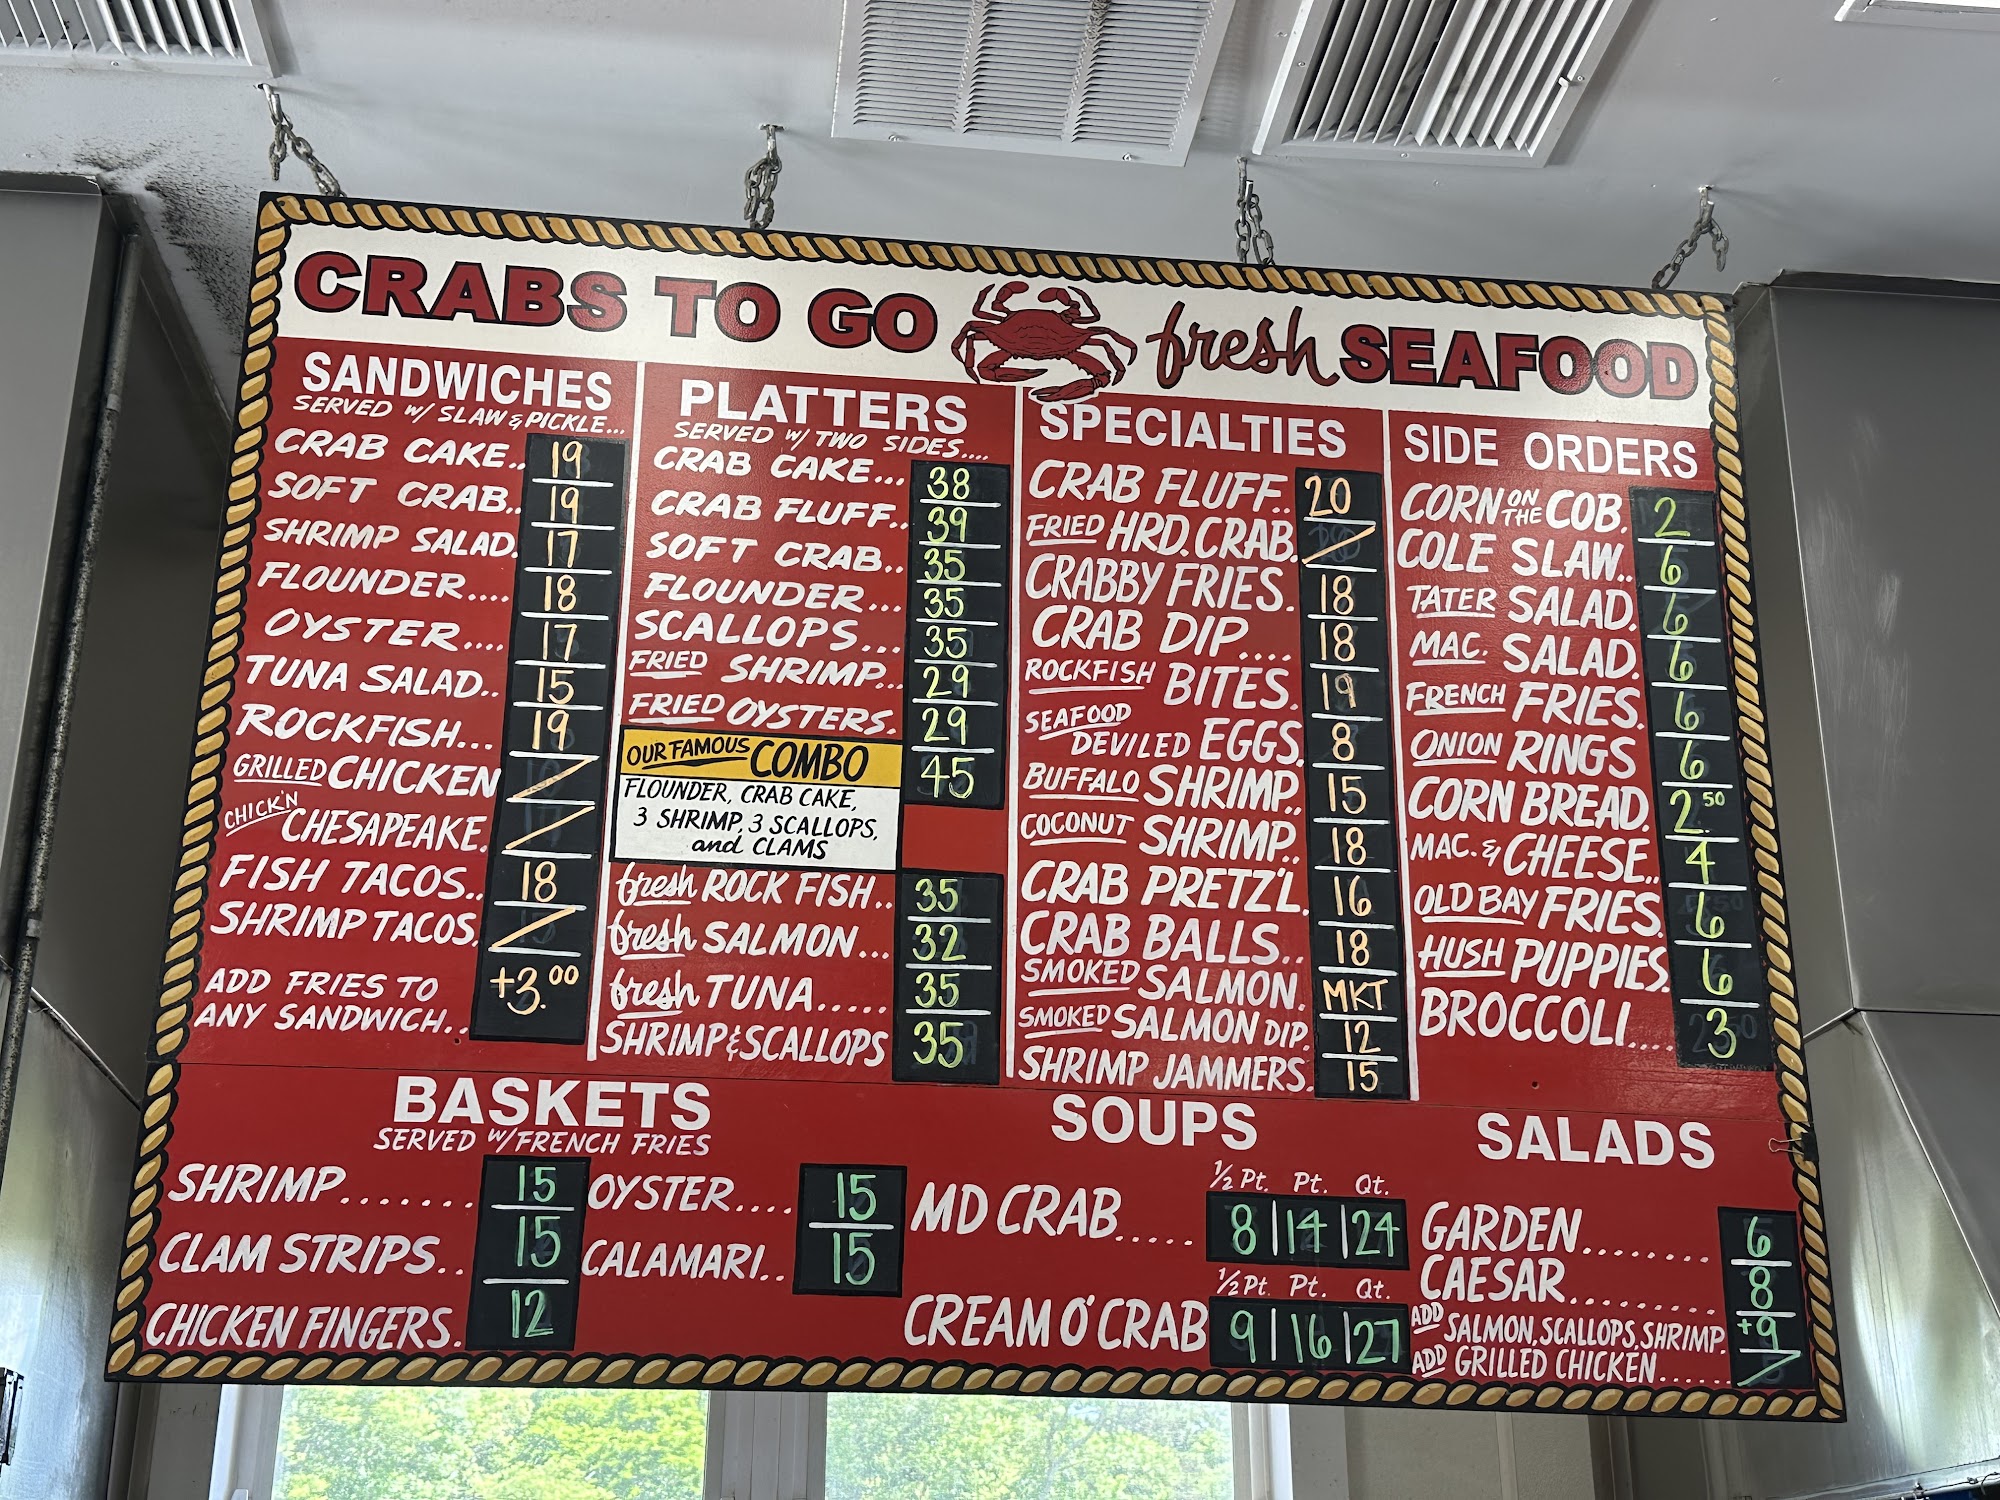 CRABS TO GO fresh SEAFOOD
SANDWICHES
SERVED w/ SLAW & PICKLE...
CRAB CAKE.. 19
SOFT CRAB.. 19
SHRIMP SALAD. 17
FLOUNDER.... 18
OYSTER.... 17
TUNA SALAD.. 15
ROCKFISH... 19
GRILLED CHICKEN
CHICK'N CHESAPEAKE.
FISH TACOS.. 18
SHRIMP TACOS.
ADD FRIES TO
ANY SANDWICH.. +3.00
PLATTERS
SERVED w/ TWO SIDES....
CRAB CAKE... 38
CRAB FLUFF.. 39
SOFT CRAB.. 35
FLOUNDER... 35
SCALLOPS... 35
FRIED SHRIMP... 29
FRIED OYSTERS. 29
OUR FAMOUS COMBO 45
FLOUNDER, CRAB CAKE,
3 SHRIMP, 3 SCALLOPS,
and CLAMS
fresh ROCK FISH.. 35
fresh SALMON... 32
fresh TUNA..... 35
SHRIMP & SCALLOPS 35
SPECIALTIES
CRAB FLUFF.. 20
FRIED HRD. CRAB.
CRABBY FRIES. 18
CRAB DIP.... 18
ROCKFISH BITES. 19
SEAFOOD
DEVILED EGGS. 8
BUFFALO SHRIMP.. 15
COCONUT SHRIMP.. 18
CRAB PRETZ'L. 16
CRAB BALLS.. 18
SMOKED SALMON. MKT
SMOKED SALMON DIP. 12
SHRIMP JAMMERS. 15
SIDE ORDERS
CORN ON THE COB. 2
COLE SLAW.. 6
TATER SALAD. 6
MAC. SALAD. 6
FRENCH FRIES. 6
ONION RINGS 6
CORN BREAD. 2.50
MAC. & CHEESE.. 4
OLD BAY FRIES. 6
HUSH PUPPIES. 6
BROCCOLI.... 3
BASKETS
SERVED w/ FRENCH FRIES
SHRIMP....... 15
CLAM STRIPS.. 15
CHICKEN FINGERS. 12
OYSTER.... 15
CALAMARI.. 15
SOUPS
1/2 Pt. Pt. Qt.
MD CRAB..... 8 | 14 | 24
1/2 Pt. Pt. Qt.
CREAM O' CRAB 9 | 16 | 27
SALADS
GARDEN........ 6
CAESAR.......... 8
ADD SALMON, SCALLOPS, SHRIMP. +9
ADD GRILLED CHICKEN......